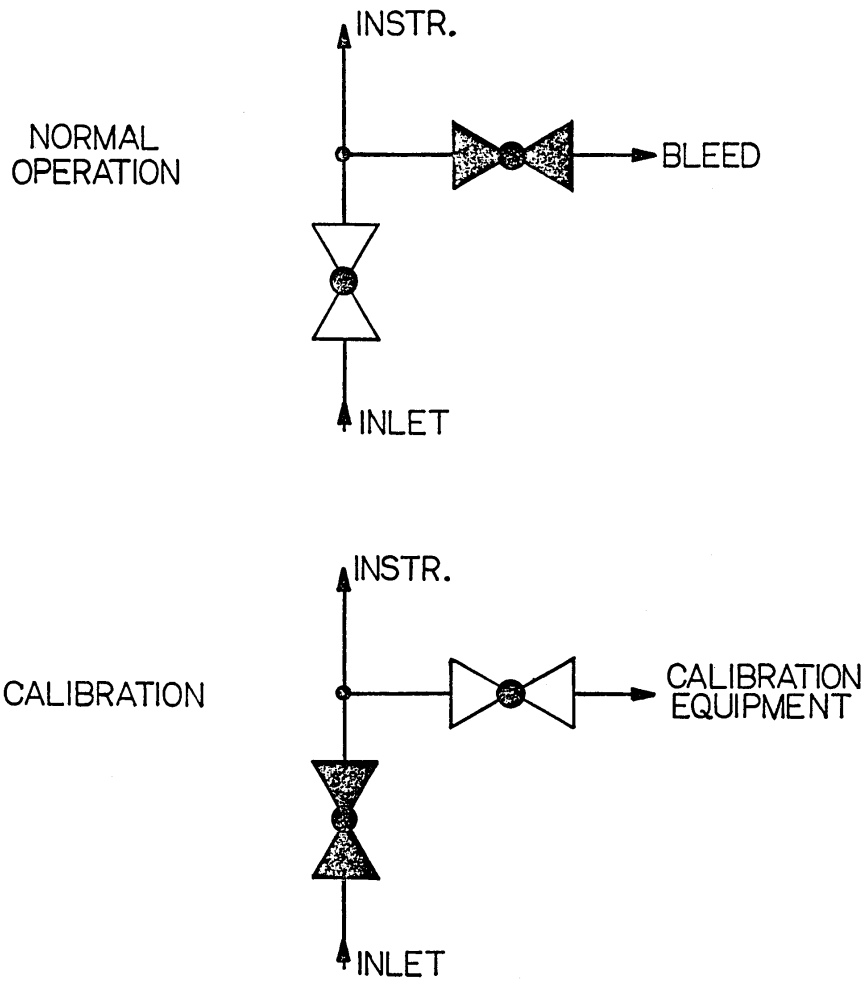 INSTR.
NORMAL
OPERATION
BLEED
INLET
INSTR.
CALIBRATION
CALIBRATION
EQUIPMENT
INLET